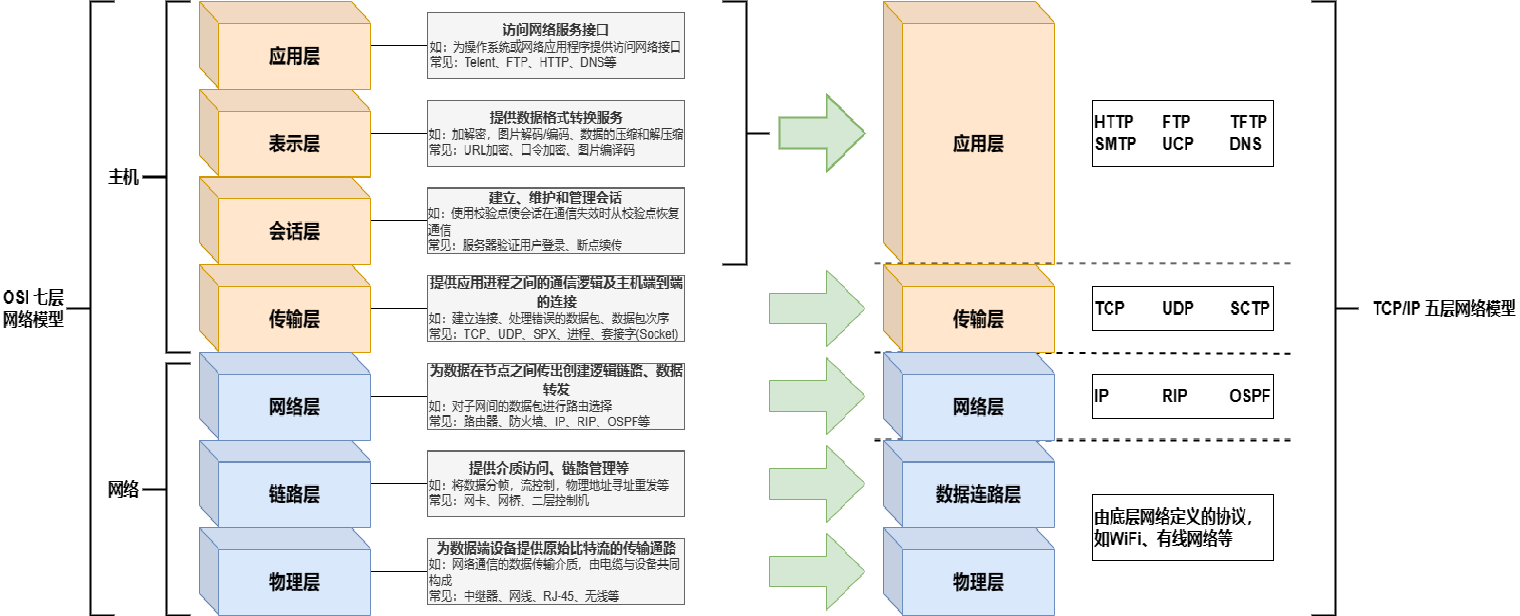 OSI 七层
网络模型
主机
网络
应用层
访问网络服务接口
如：为操作系统或网络应用程序提供访问网络接口
常见：Telent、FTP、HTTP、DNS等
表示层
提供数据格式转换服务
如：加解密，图片解码/编码、数据的压缩和解压缩
常见：URL加密、口令加密、图片编译码
会话层
建立、维护和管理会话
如：使用校验点使会话在通信失效时从校验点恢复
通信
常见：服务器验证用户登录、断点续传
传输层
提供应用进程之间的通信逻辑及主机端到端
的连接
如：建立连接、处理错误的数据包、数据包次序
常见：TCP、UDP、SPX、进程、套接字(Socket)
网络层
为数据在节点之间传出创建逻辑链路、数据
转发
如：对子网间的数据包进行路由选择
常见：路由器、防火墙、IP、RIP、OSPF等
链路层
提供介质访问、链路管理等
如：将数据分帧，流控制，物理地址寻址重发等
常见：网卡、网桥、二层控制机
物理层
为数据端设备提供原始比特流的传输通路
如：网络通信的数据传输介质，由电缆与设备共同
构成
常见：中继器、网线、RJ-45、无线等
应用层
HTTP FTP TFTP
SMTP UCP DNS
传输层
TCP UDP SCTP
网络层
IP RIP OSPF
数据连路层
物理层
由底层网络定义的协议，
如WiFi、有线网络等
TCP/IP 五层网络模型